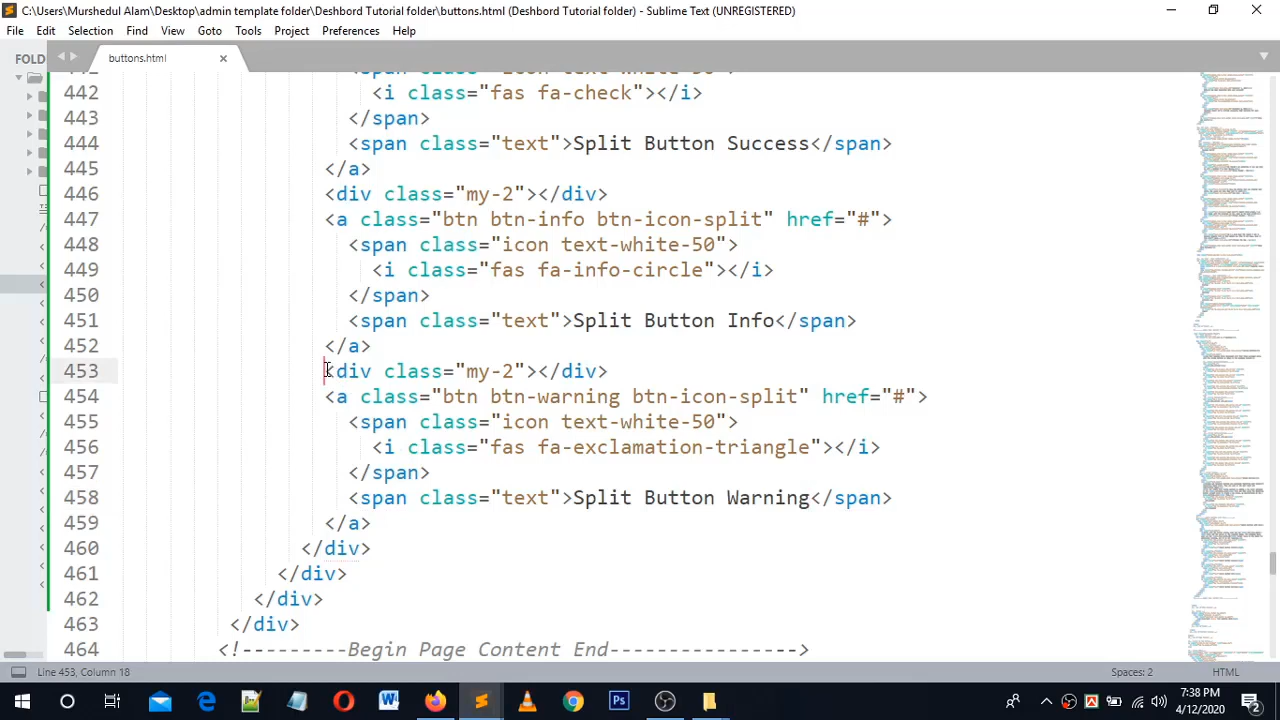 C:\Users\Murshedul Alam\Desktop\admin template folder\Deshbord Tutorial folder\buttons.html (Deshbord Tutorial folder) - Sublime Text (UNREGISTERED)
File Edit Selection Find View Goto Tools Project Preferences Help
FOLD
buttons.html
442 <i class="fas fa-check"></i>
443 </span>
444 <span class="text">Split Button Success</span>
445 </a>
446 <div class="my-2"></div>
447 <a class="btn btn-info btn-icon-split" href="#">
448 <span class="icon text-white-50">
449 <i class="fas fa-info-circle"></i>
450 </span>
451 <span class="text">Split Button Info</span>
452 </a>
453 <div class="my-2"></div>
454 <a class="btn btn-warning btn-icon-split" href="#">
455 <span class="icon text-white-50">
456 <i class="fas fa-exclamation-triangle"></i>
457 </span>
458 <span class="text">Split Button Warning</span>
459 </a>
460 </div>
461 </div>
462 </div>
463 </div>
464 <!---------Begin Page Content End----------------->
Column 18
Spaces: 2
HTML
7:38 PM
4/12/2020
2